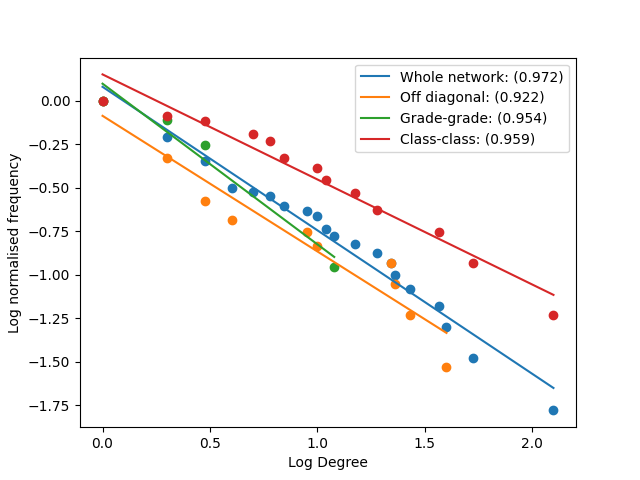 Whole network: (0.972)
Off diagonal: (0.922)
Grade-grade: (0.954)
Class-class: (0.959)
0.00
−0.25
−0.50
−0.75
−1.00
−1.25
−1.50
−1.75
Log normalised frequency
0.0 0.5 1.0 1.5 2.0
Log Degree